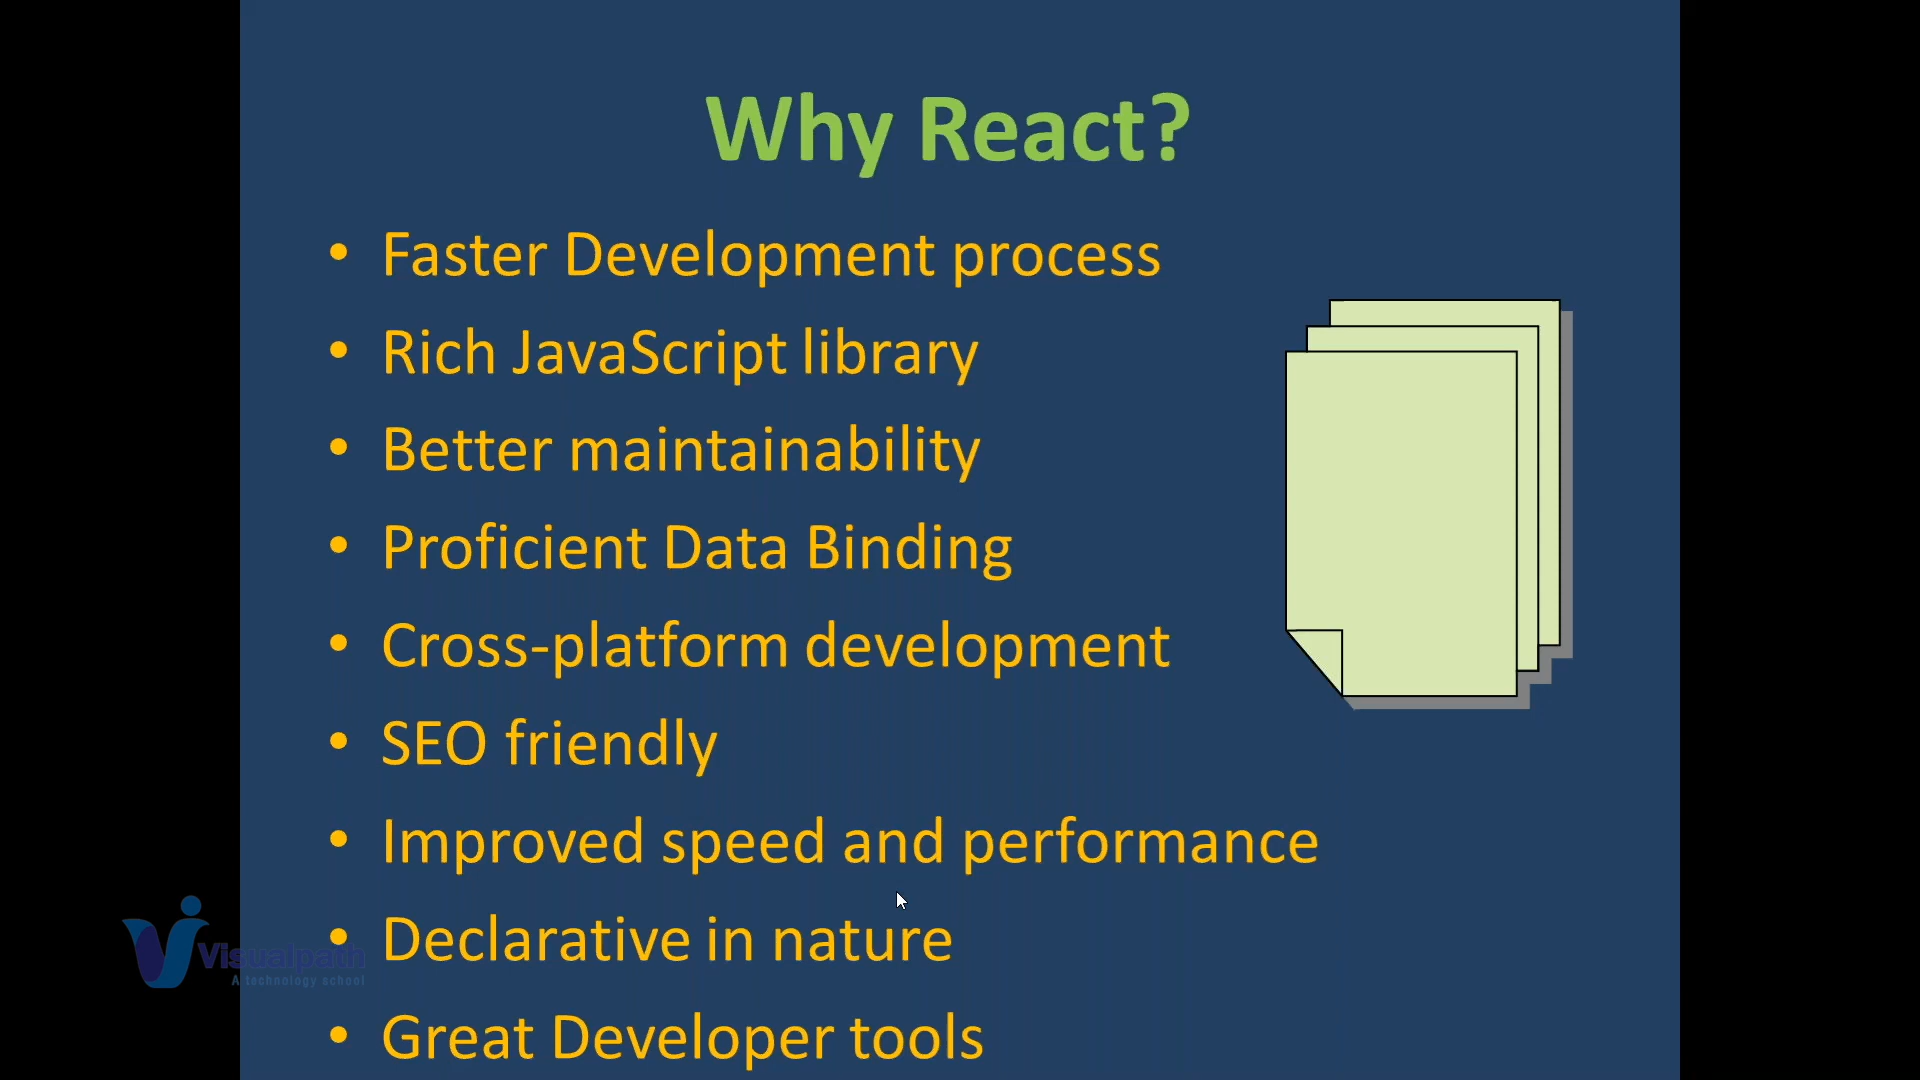 Why React?
• Faster Development process
• Rich JavaScript library
• Better maintainability
• Proficient Data Binding
• Cross-platform development
• SEO friendly
• Improved speed and performance
• Declarative in nature
• Great Developer tools
Visualpath
A technology school